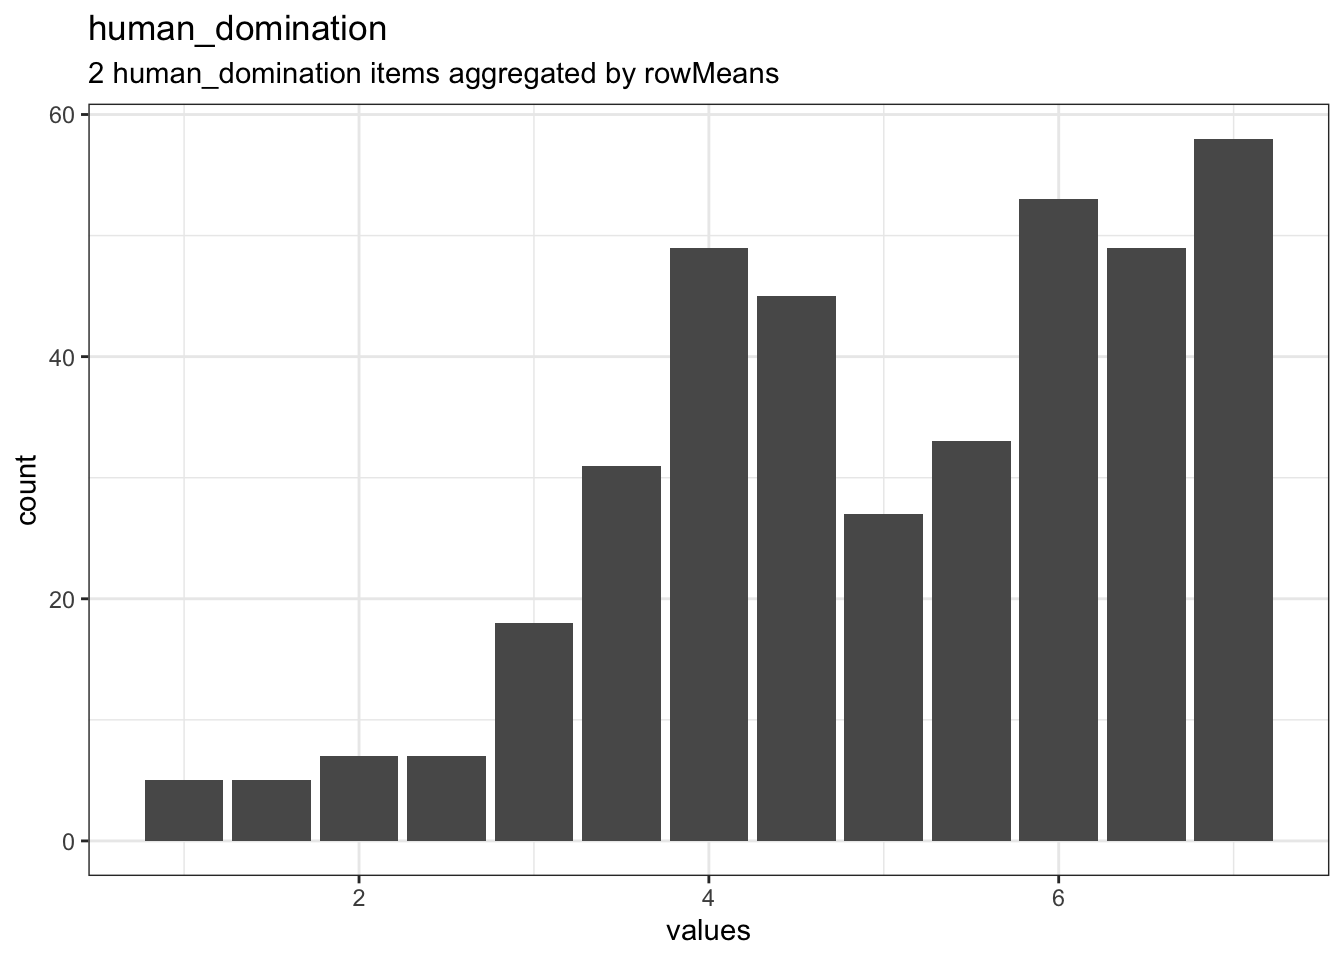 human_domination
2 human_domination items aggregated by rowMeans
60
40
20
0
count
2 4 6
values